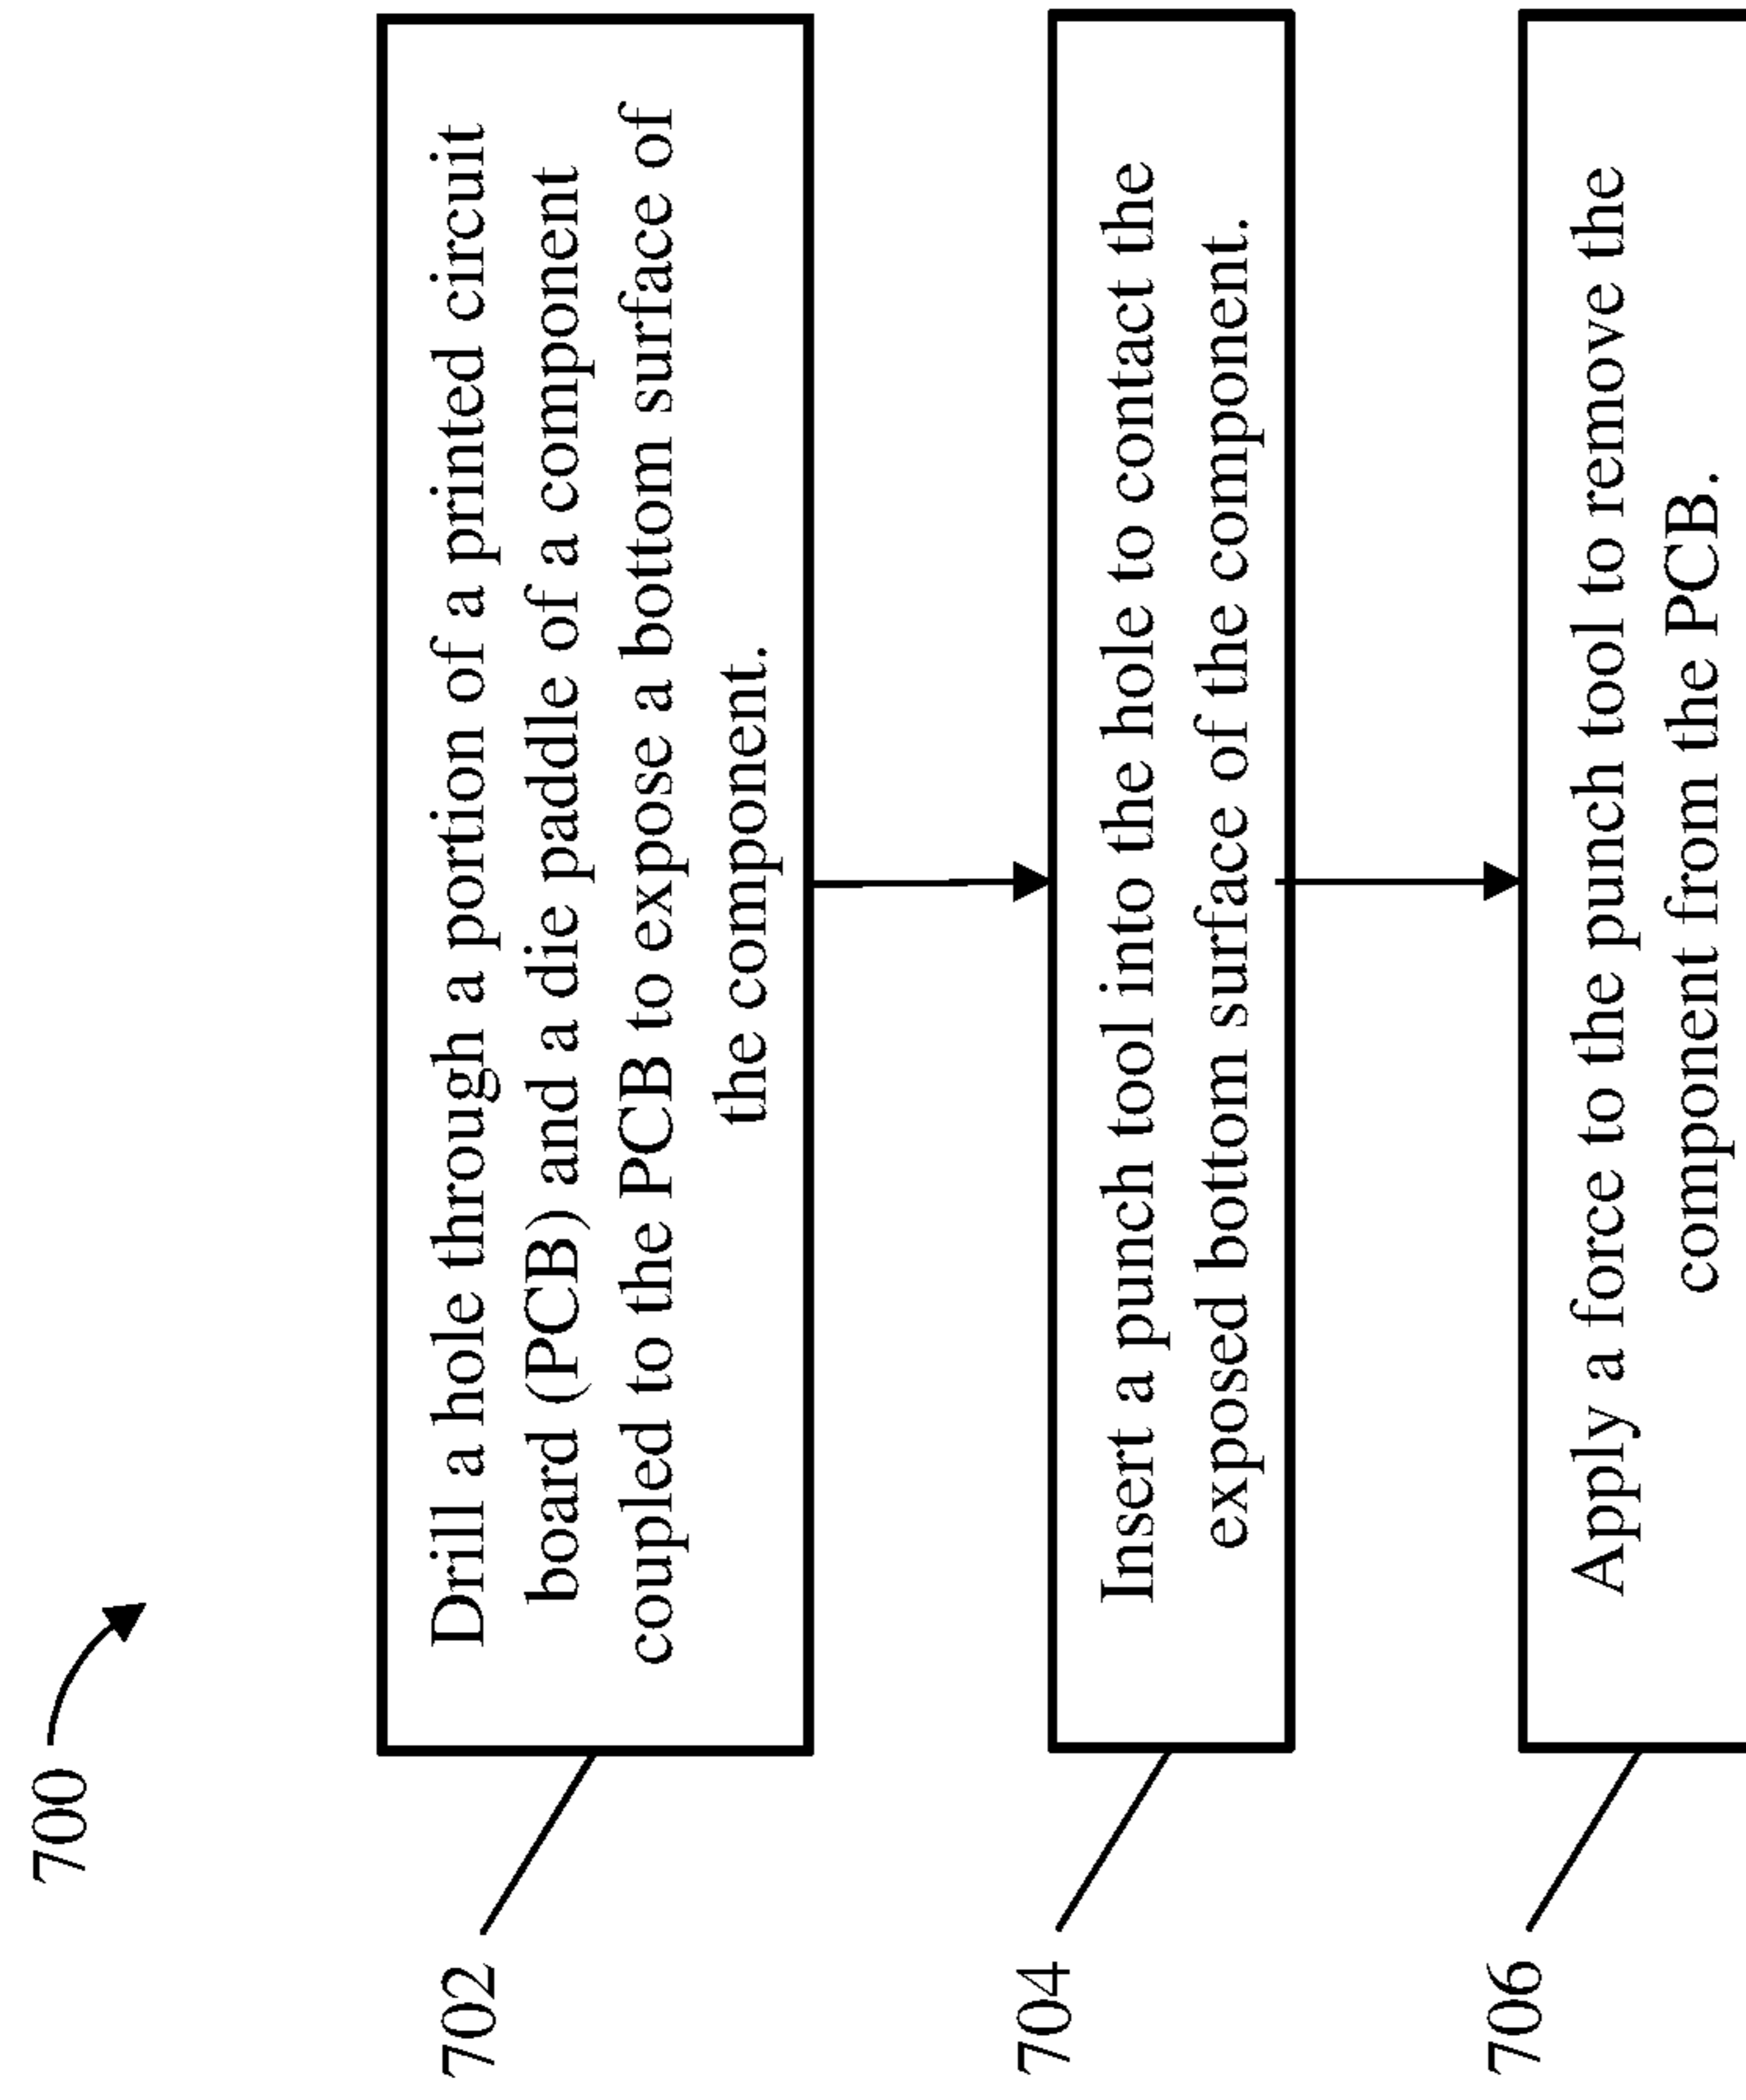 700
702
Drill a hole through a portion of a printed circuit
board (PCB) and a die paddle of a component
coupled to the PCB to expose a bottom surface of
the component.
704
Insert a punch tool into the hole to contact the
exposed bottom surface of the component.
706
Apply a force to the punch tool to remove the
component from the PCB.